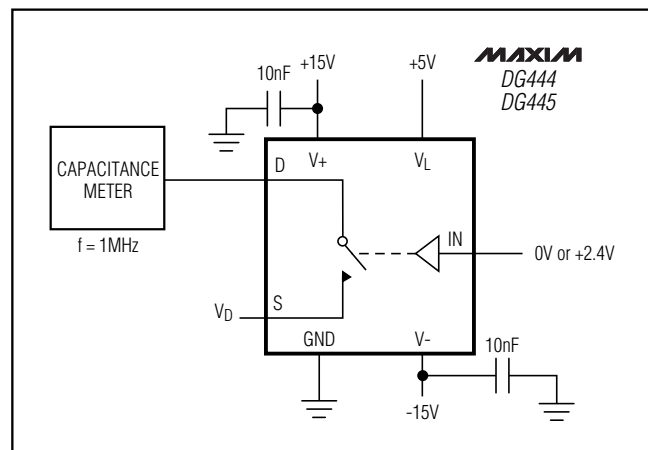 MAXIM
DG444
DG445
+15V
+5V
10nF
D
V+
VL
CAPACITANCE
METER
f = 1MHz
IN
0V or +2.4V
VD
S
GND
V-
10nF
-15V